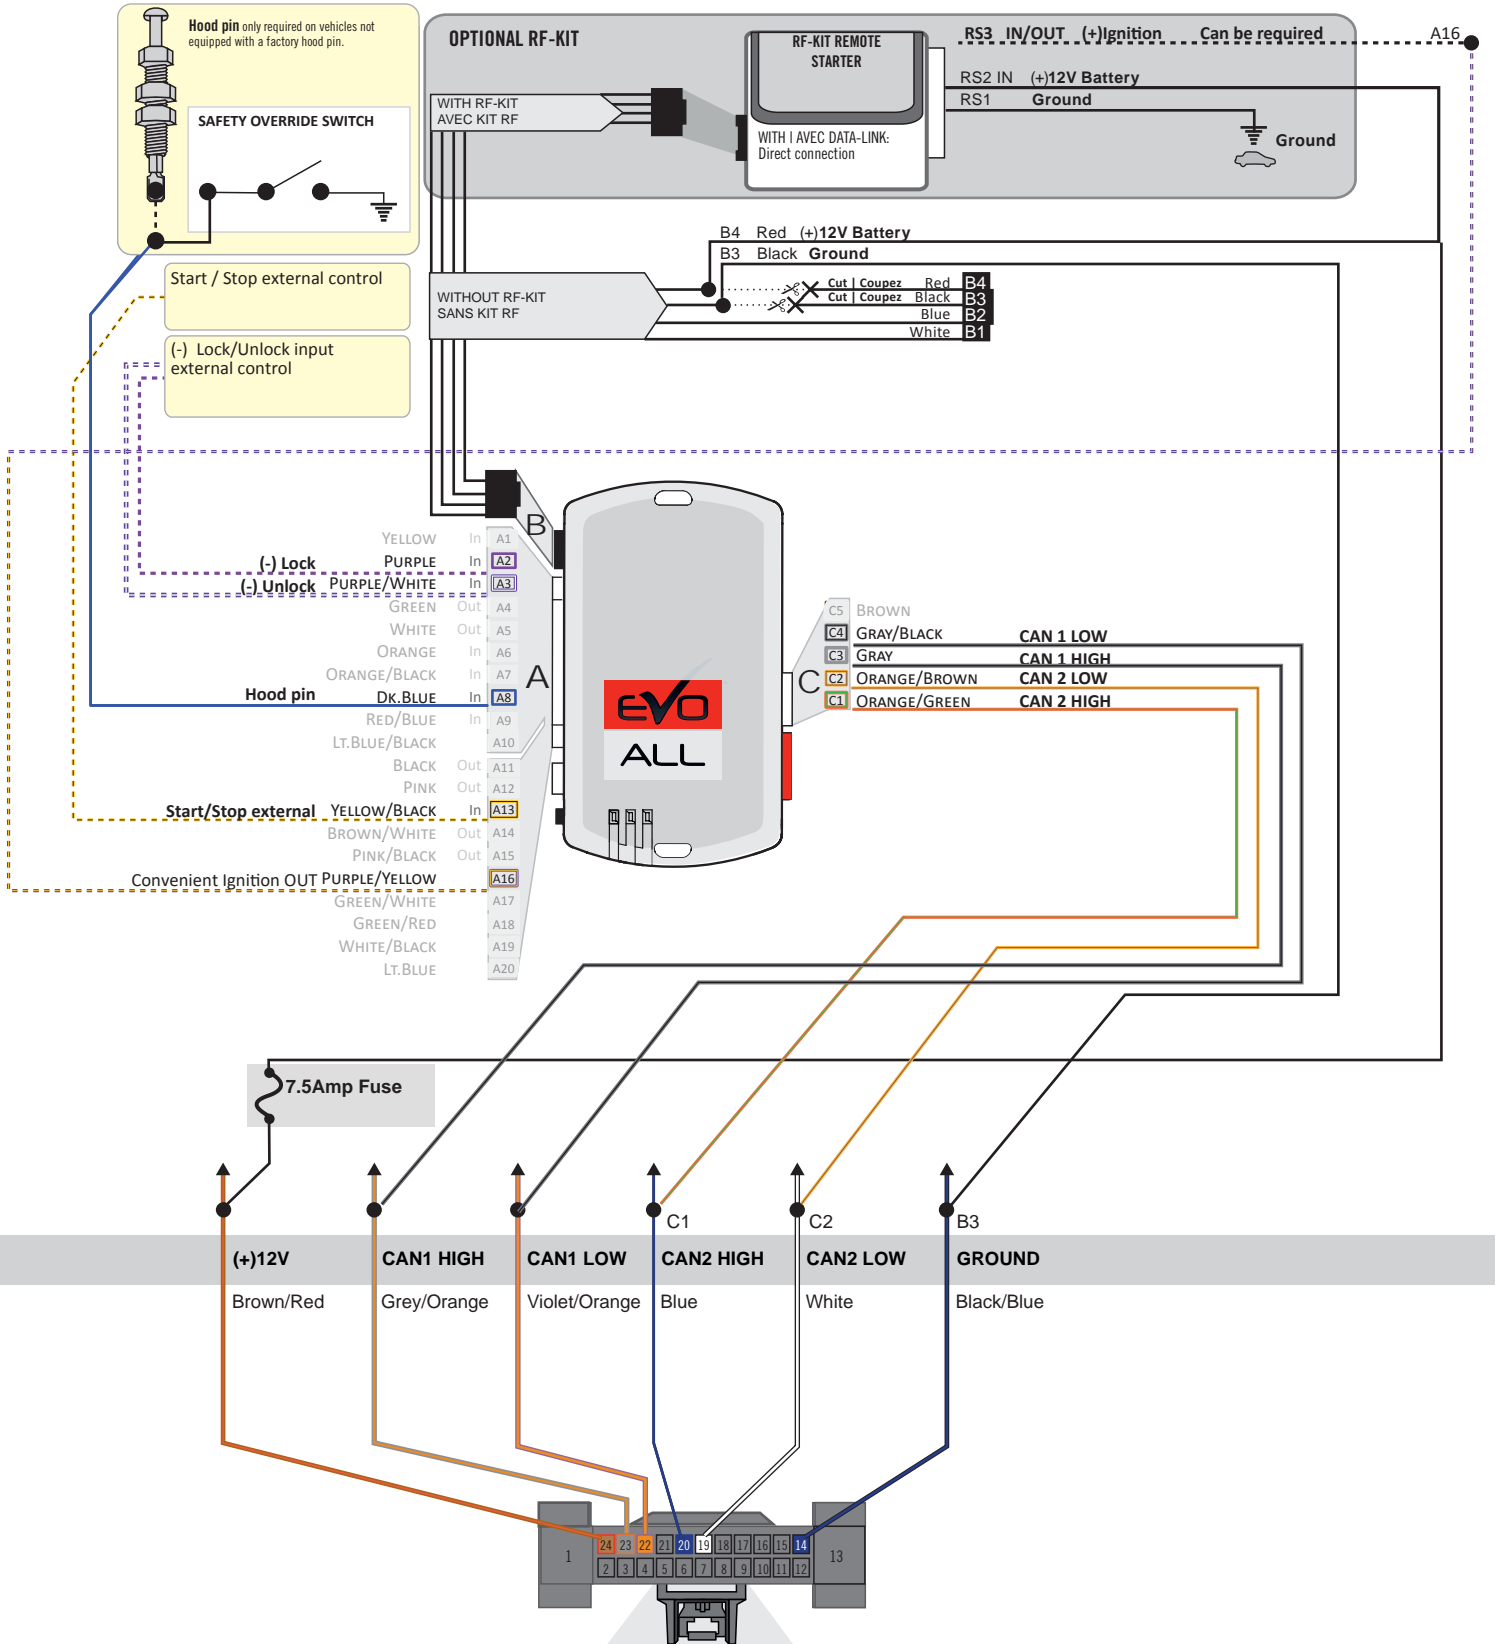 Hood pin only required on vehicles not
equipped with a factory hood pin.
SAFETY OVERRIDE SWITCH
Start / Stop external control
(-) Lock/Unlock input
external control
OPTIONAL RF-KIT
WITH RF-KIT
AVEC KIT RF
RF-KIT REMOTE
STARTER
WITH I AVEC DATA-LINK:
Direct connection
RS3 IN/OUT (+)Ignition Can be required A16
RS2 IN (+)12V Battery
RS1 Ground
Ground
B4 Red (+)12V Battery
B3 Black Ground
WITHOUT RF-KIT
SANS KIT RF
Cut | Coupez Red B4
Cut | Coupez Black B3
Blue B2
White B1
B
A
C
YELLOW In A1
(-) Lock PURPLE In A2
(-) Unlock PURPLE/WHITE In A3
GREEN Out A4
WHITE Out A5
ORANGE In A6
ORANGE/BLACK In A7
Hood pin DK.BLUE In A8
RED/BLUE In A9
LT.BLUE/BLACK A10
BLACK Out A11
PINK Out A12
Start/Stop external YELLOW/BLACK In A13
BROWN/WHITE Out A14
PINK/BLACK Out A15
Convenient Ignition OUT PURPLE/YELLOW A16
GREEN/WHITE A17
GREEN/RED A18
WHITE/BLACK A19
LT.BLUE A20
EVO
ALL
C5 BROWN
C4 GRAY/BLACK CAN 1 LOW
C3 GRAY CAN 1 HIGH
C2 ORANGE/BROWN CAN 2 LOW
C1 ORANGE/GREEN CAN 2 HIGH
7.5Amp Fuse
C1 C2 B3
(+)12V CAN1 HIGH CAN1 LOW CAN2 HIGH CAN2 LOW GROUND
Brown/Red Grey/Orange Violet/Orange Blue White Black/Blue
1 24 23 22 21 20 19 18 17 16 15 14 13
2 3 4 5 6 7 8 9 10 11 12